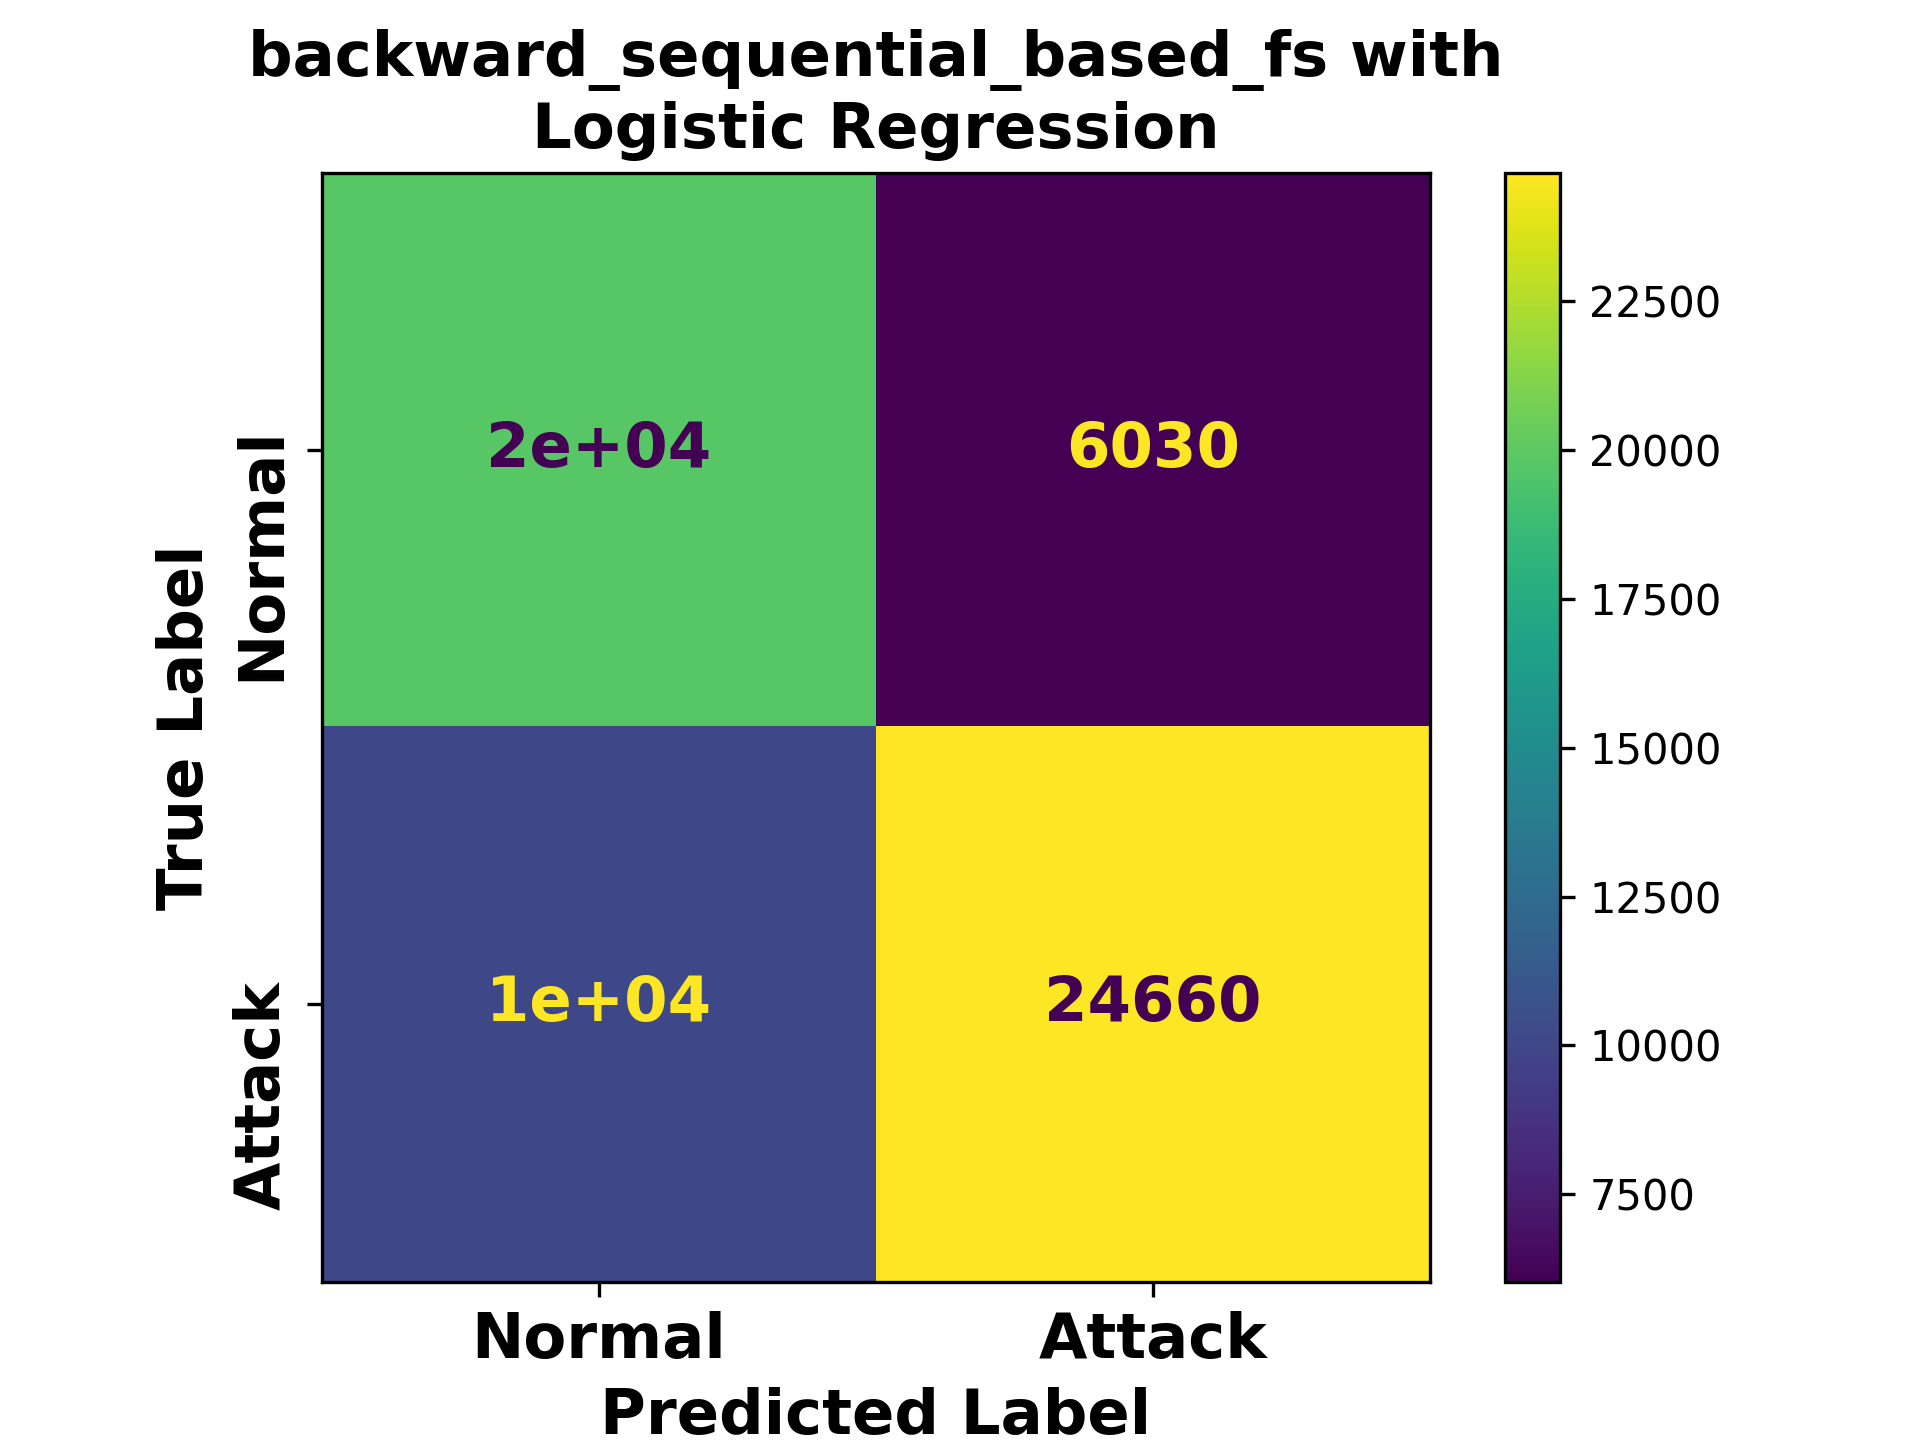 backward_sequential_based_fs with
Logistic Regression
True Label
Normal
Attack
2e+04
6030
1e+04
24660
Normal
Attack
Predicted Label
22500
20000
17500
15000
12500
10000
7500